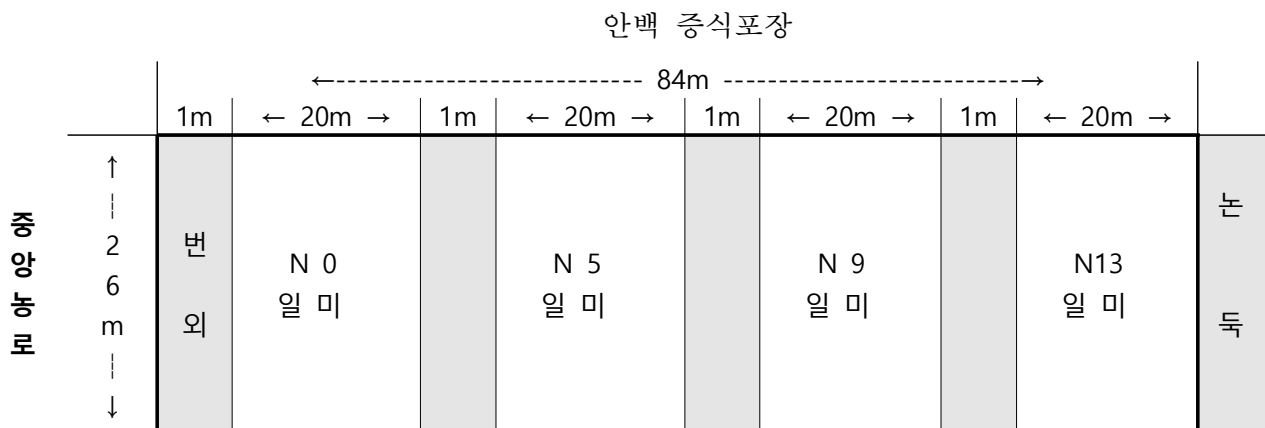 안백 증식포장
←---------------------------- 84m ---------------------------→
1m ← 20m → 1m ← 20m → 1m ← 20m → 1m ← 20m →
중앙농로
↑ ¦ 26m ¦ ↓
번외
N 0
일 미
N 5
일 미
N 9
일 미
N13
일 미
논둑